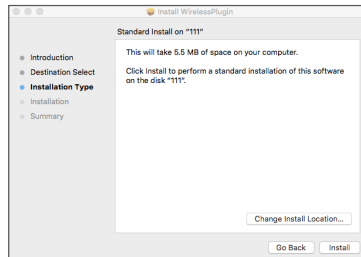 Install WirelessPlugin
Standard Install on "111"
Introduction
Destination Select
Installation Type
Installation
Summary
This will take 5.5 MB of space on your computer.
Click Install to perform a standard installation of this software
on the disk "111".
Change Install Location...
Go Back
Install